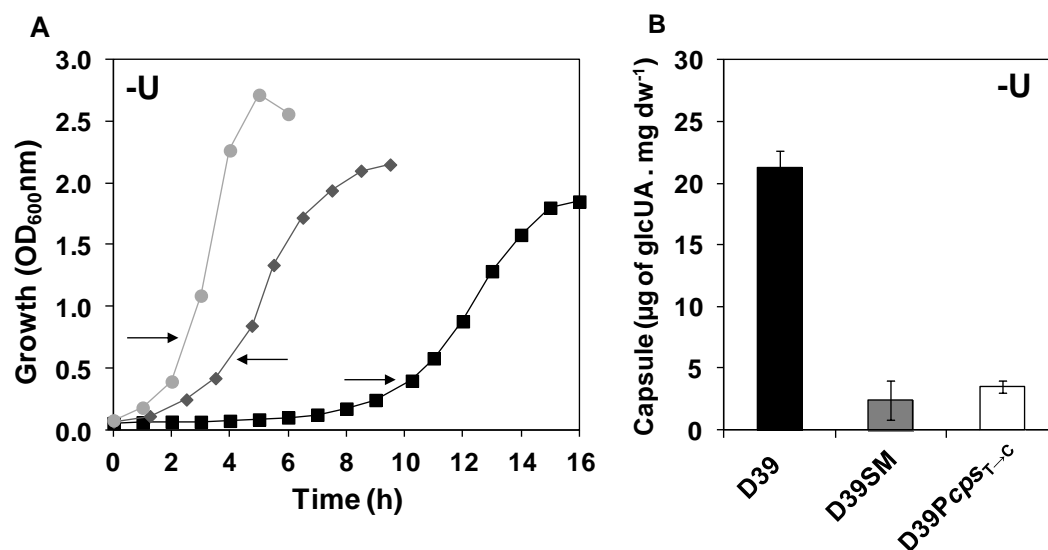 A
-U
Growth (OD600nm)
3.0
2.5
2.0
1.5
1.0
0.5
0.0
0 2 4 6 8 10 12 14 16
Time (h)
B
-U
Capsule (µg of glcUA . mg dw-1)
30
25
20
15
10
5
0
D39
D39SM
D39PcpsT→C